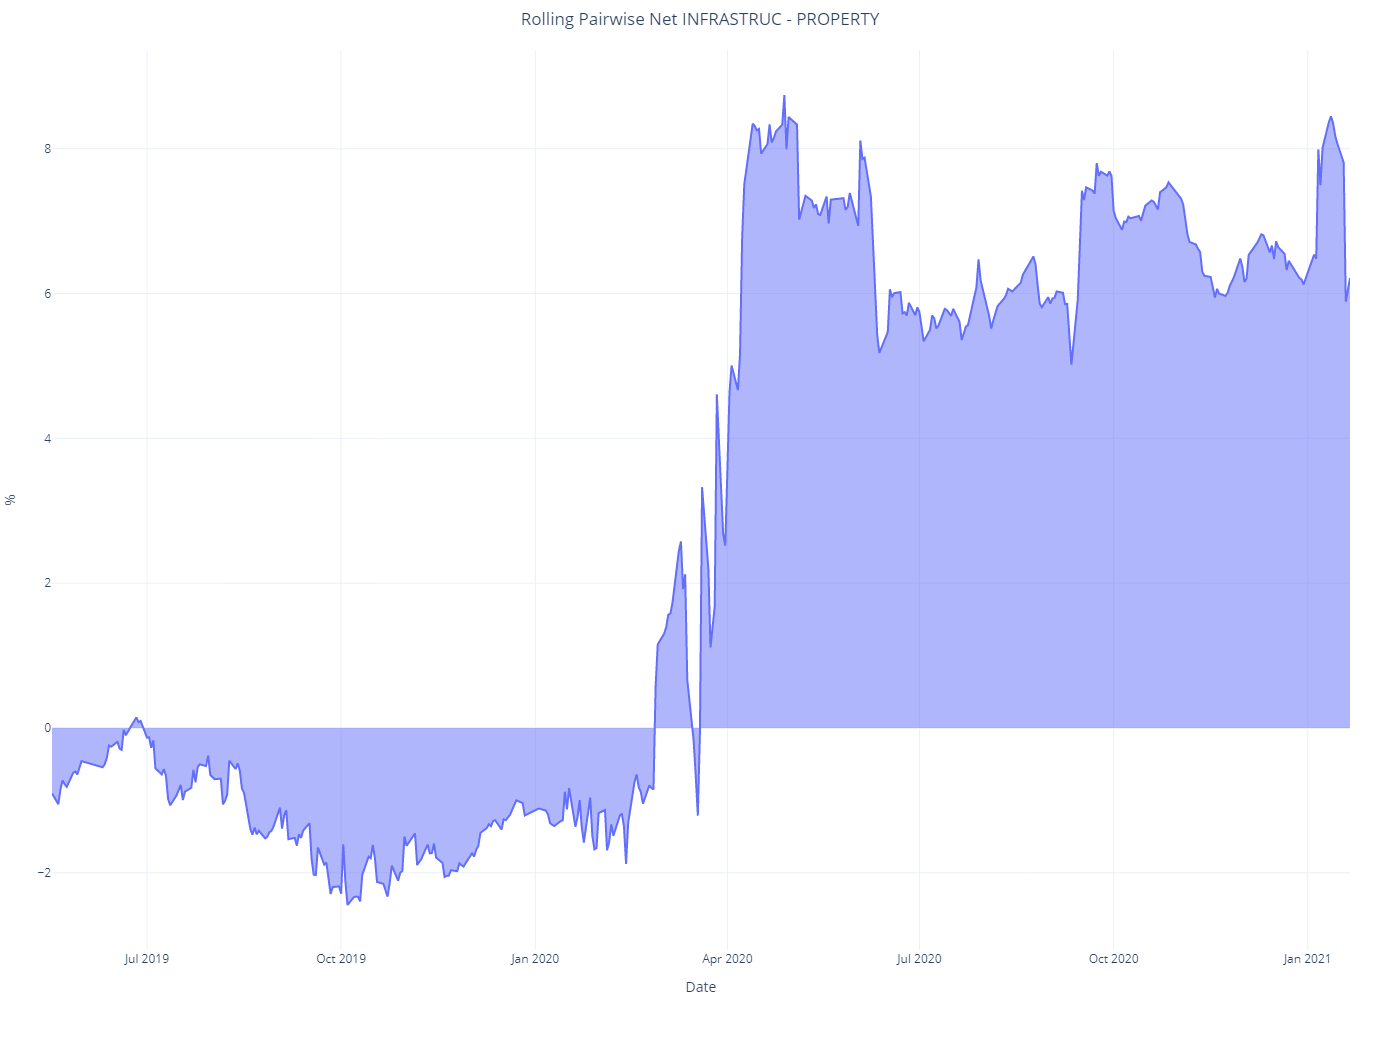 Rolling Pairwise Net INFRASTRUC - PROPERTY
8
6
4
2
0
−2
%
Jul 2019
Oct 2019
Jan 2020
Apr 2020
Jul 2020
Oct 2020
Jan 2021
Date